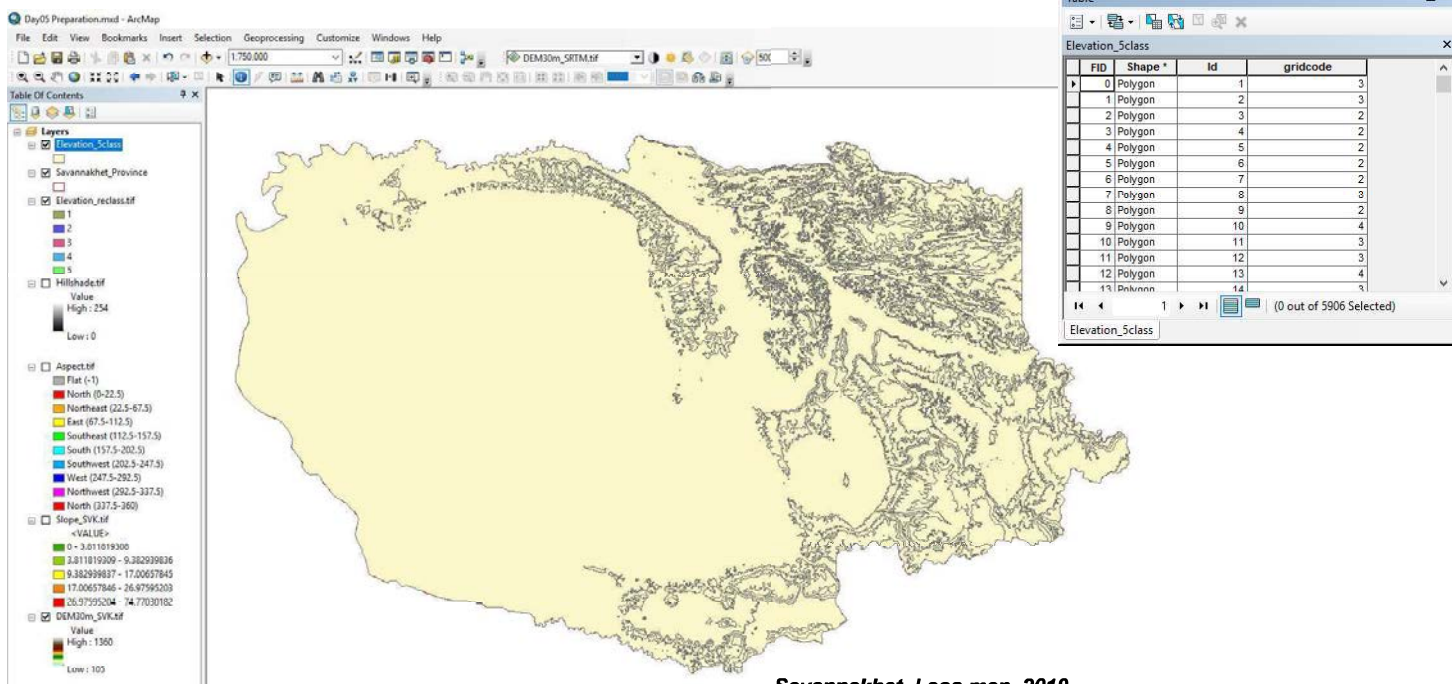 Day05 Preparation.mxd - ArcMap
File Edit View Bookmarks Insert Selection Geoprocessing Customize Windows Help
1:750.000 DEM30m_SRTM.tif
Table Of Contents
Layers
Elevation_5class
Savannakhet_Province
Elevation_reclass.tif
1
2
3
4
5
Hillshade.tif
Value
High : 254
Low : 0
Aspect.tif
Flat (-1)
North (0-22.5)
Northeast (22.5-67.5)
East (67.5-112.5)
Southeast (112.5-157.5)
South (157.5-202.5)
Southwest (202.5-247.5)
West (247.5-292.5)
Northwest (292.5-337.5)
North (337.5-360)
Slope_SVK.tif
<VALUE>
0 - 3.811819308
3.811819309 - 9.382939836
9.382939837 - 17.00657845
17.00657846 - 26.97595203
26.97595204 - 74.77030182
DEM30m_SVK.tif
Value
High : 1360
Low : 103
Table
Elevation_5class
FID Shape * Id gridcode
0 Polygon 1 3
1 Polygon 2 3
2 Polygon 3 2
3 Polygon 4 2
4 Polygon 5 2
5 Polygon 6 2
6 Polygon 7 2
7 Polygon 8 3
8 Polygon 9 2
9 Polygon 10 4
10 Polygon 11 3
11 Polygon 12 3
12 Polygon 13 4
13 Polygon 14 3
1 (0 out of 5906 Selected)
Elevation_5class